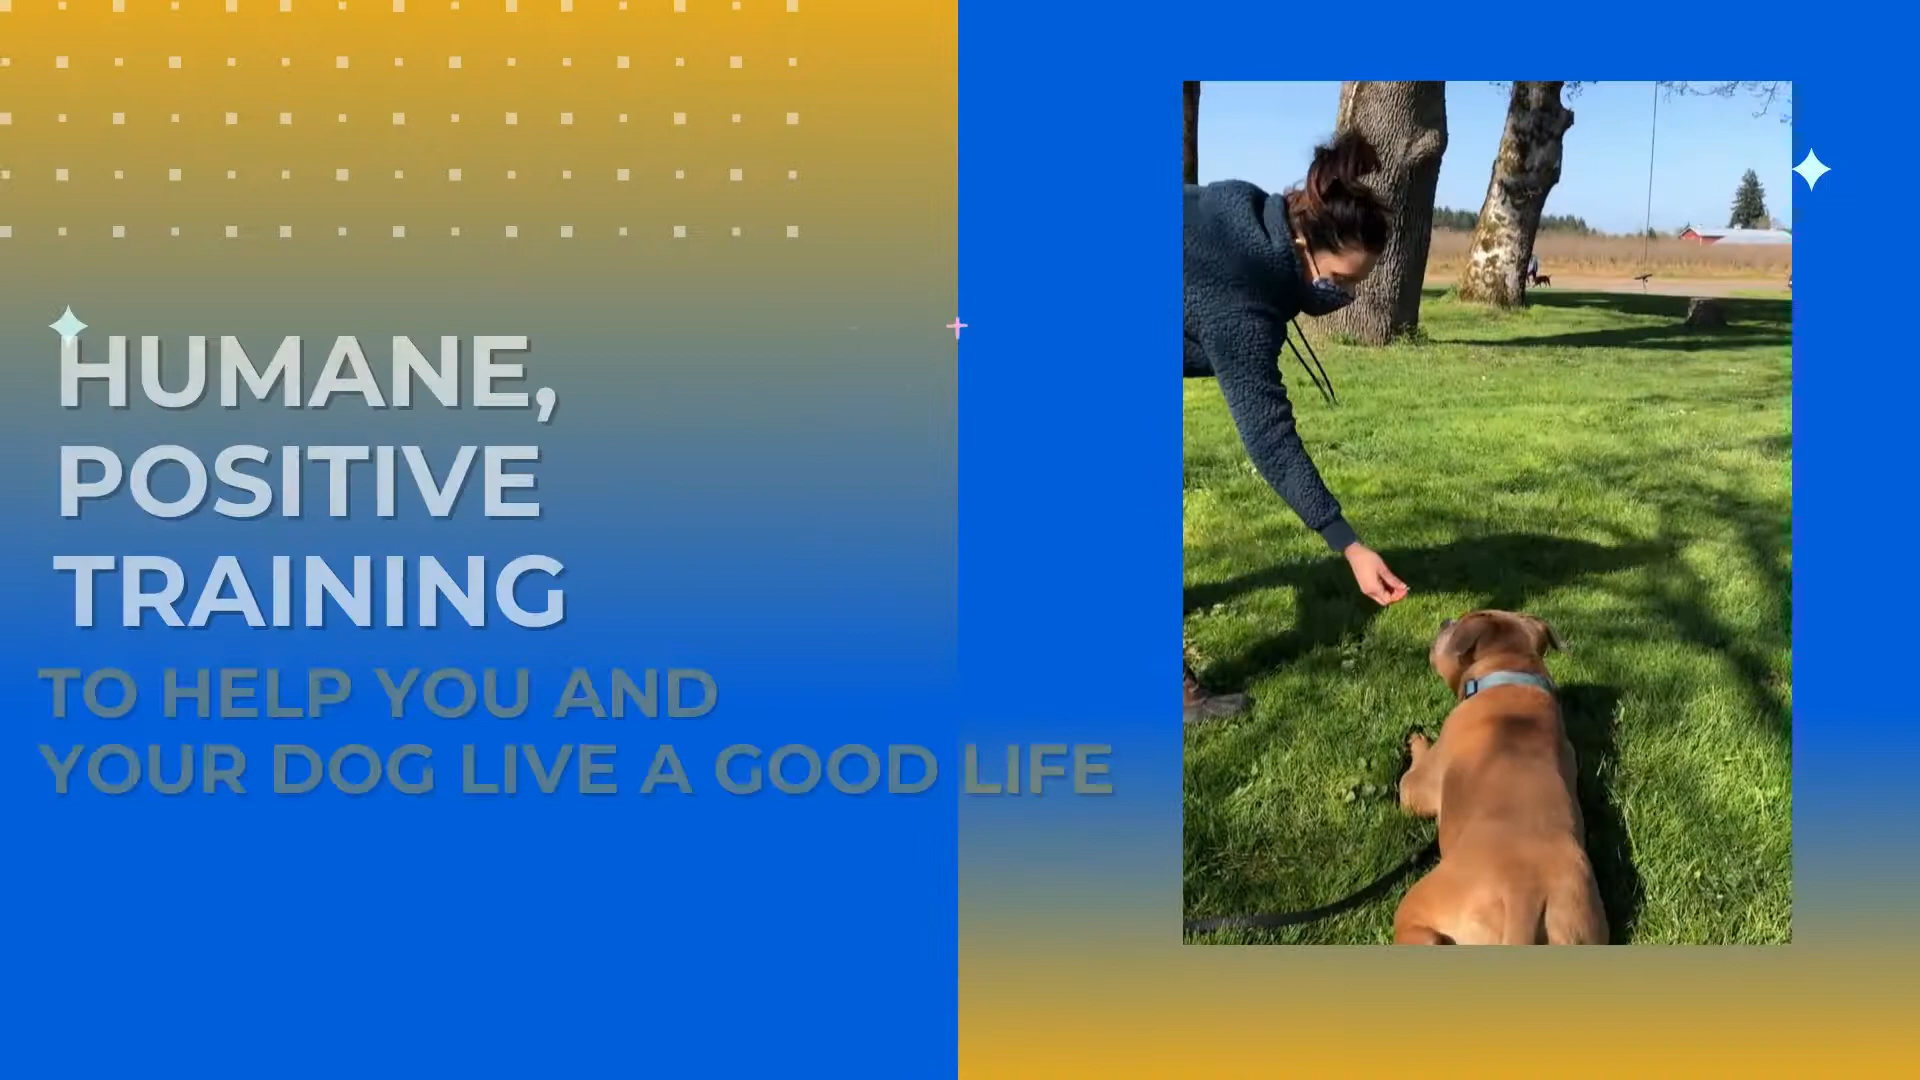 HUMANE,
POSITIVE
TRAINING
TO HELP YOU AND
YOUR DOG LIVE A GOOD LIFE